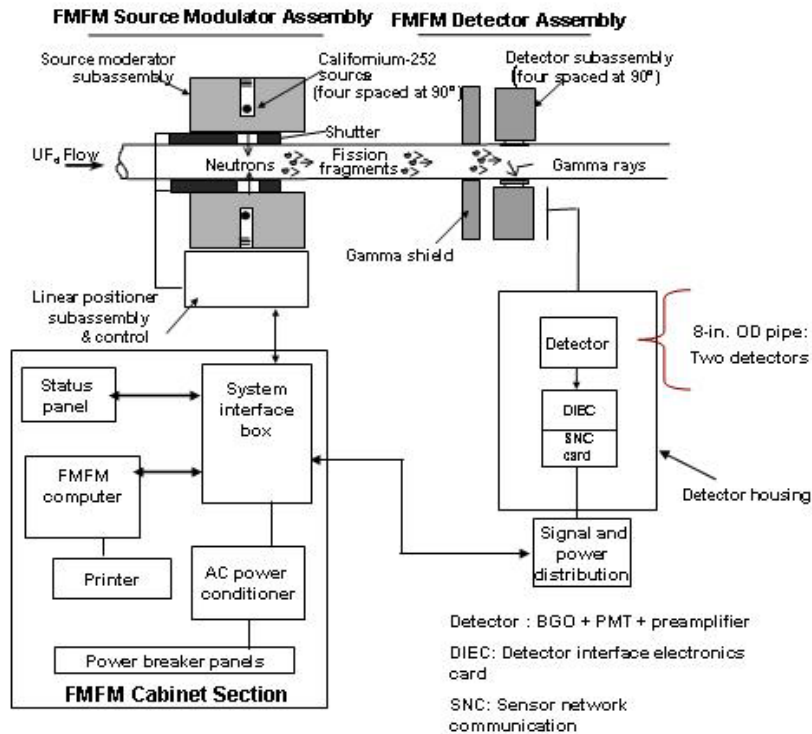 FMFM Source Modulator Assembly
FMFM Detector Assembly
Source moderator
subassembly
Californium-252
source
(four spaced at 90°)
Detector subassembly
(four spaced at 90°)
Shutter
UF₆ Flow
Neutrons
Fission
fragments
Gamma rays
Gamma shield
Linear positioner
subassembly
& control
Detector
8-in. OD pipe:
Two detectors
DIEC
SNC
card
Detector housing
Status
panel
System
interface
box
FMFM
computer
Printer
AC power
conditioner
Signal and
power
distribution
Power breaker panels
FMFM Cabinet Section
Detector : BGO + PMT + preamplifier
DIEC: Detector interface electronics
card
SNC: Sensor network
communication